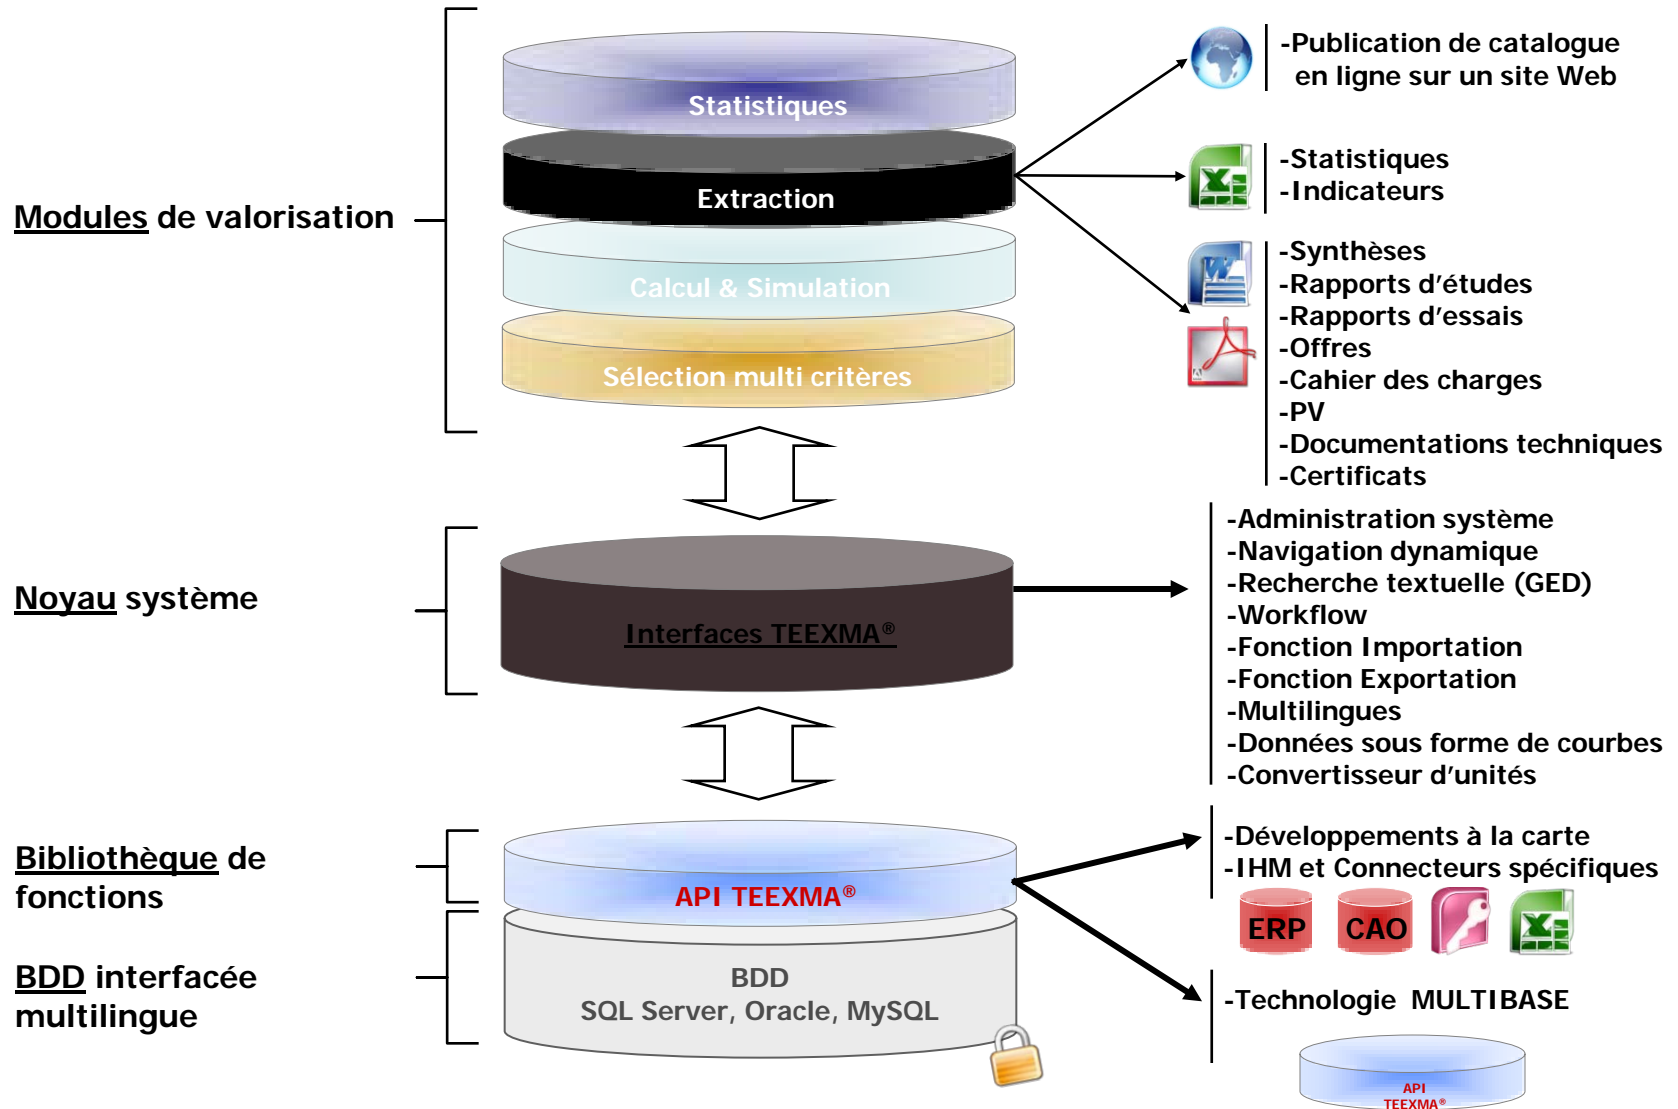 Statistiques
Extraction
Calcul & Simulation
Sélection multi critères
Modules de valorisation
-Publication de catalogue
en ligne sur un site Web
-Statistiques
-Indicateurs
-Synthèses
-Rapports d'études
-Rapports d'essais
-Offres
-Cahier des charges
-PV
-Documentations techniques
-Certificats
Noyau système
Interfaces TEEXMA®
-Administration système
-Navigation dynamique
-Recherche textuelle (GED)
-Workflow
-Fonction Importation
-Fonction Exportation
-Multilingues
-Données sous forme de courbes
-Convertisseur d'unités
Bibliothèque de
fonctions
API TEEXMA®
-Développements à la carte
-IHM et Connecteurs spécifiques
ERP
CAO
BDD interfacée
multilingue
BDD
SQL Server, Oracle, MySQL
-Technologie MULTIBASE
API
TEEXMA®